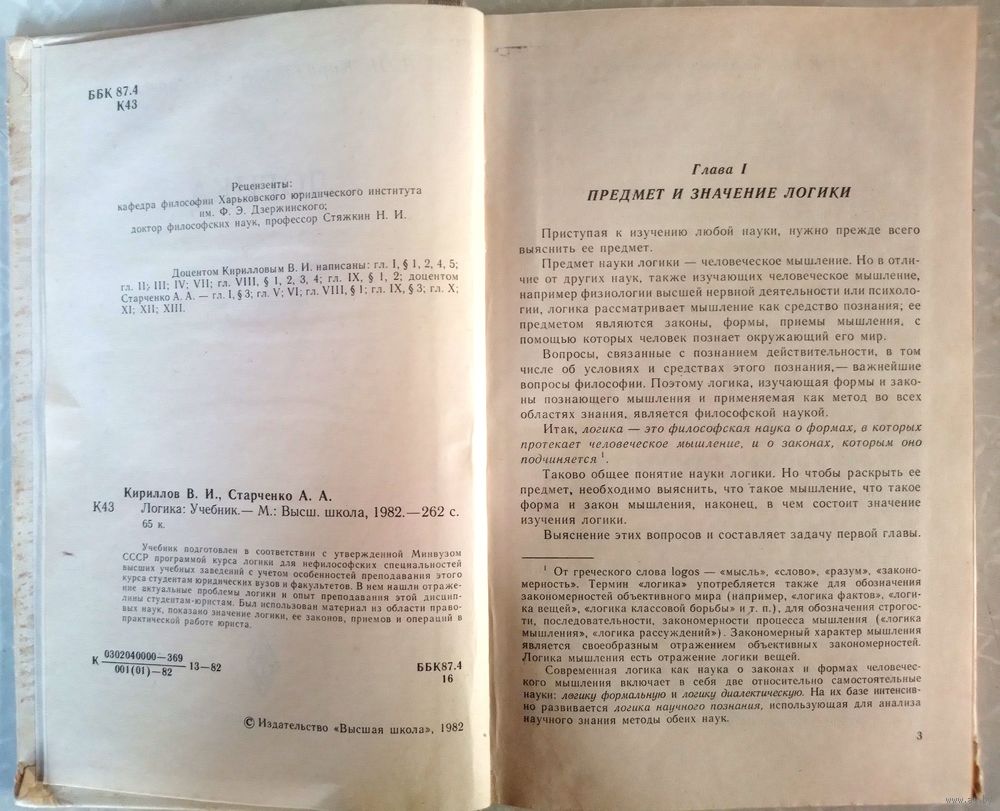 ББК 87.4
К43
Рецензенты:
кафедра философии Харьковского юридического института
им. Ф. Э. Дзержинского;
доктор философских наук, профессор Стяжкин Н. И.
Доцентом Кирилловым В. И. написаны: гл. I, § 1, 2, 4, 5;
гл. II; III; IV; VII; гл. VIII, § 1, 2, 3, 4; гл. IX, § 1, 2; доцентом
Старченко А. А. — гл. I, § 3; гл. V; VI; гл. VIII, § 1; гл. IX, § 3; гл. X;
XI; XII; XIII.
Кириллов В. И., Старченко А. А.
К43 Логика: Учебник.— М.: Высш. школа, 1982.—262 с.
65 к.
Учебник подготовлен в соответствии с утвержденной Минвузом
СССР программой курса логики для нефилософских специальностей
высших учебных заведений с учетом особенностей преподавания этого
курса студентам юридических вузов и факультетов. В нем нашли отраже-
ние актуальные проблемы логики и опыт преподавания этой дисцип-
лины студентам-юристам. Был использован материал из области право-
вых наук, показано значение логики, ее законов, приемов и операций в
практической работе юриста.
К 0302040000—369
001(01)—82 13—82
ББК87.4
16
© Издательство «Высшая школа», 1982
Глава I
ПРЕДМЕТ И ЗНАЧЕНИЕ ЛОГИКИ
Приступая к изучению любой науки, нужно прежде всего
выяснить ее предмет.
Предмет науки логики — человеческое мышление. Но в отли-
чие от других наук, также изучающих человеческое мышление,
например физиологии высшей нервной деятельности или психоло-
гии, логика рассматривает мышление как средство познания; ее
предметом являются законы, формы, приемы мышления, с
помощью которых человек познает окружающий его мир.
Вопросы, связанные с познанием действительности, в том
числе об условиях и средствах этого познания,— важнейшие
вопросы философии. Поэтому логика, изучающая формы и зако-
ны познающего мышления и применяемая как метод во всех
областях знания, является философской наукой.
Итак, логика — это философская наука о формах, в которых
протекает человеческое мышление, и о законах, которым оно
подчиняется 1.
Таково общее понятие науки логики. Но чтобы раскрыть ее
предмет, необходимо выяснить, что такое мышление, что такое
форма и закон мышления, наконец, в чем состоит значение
изучения логики.
Выяснение этих вопросов и составляет задачу первой главы.
1 От греческого слова logos — «мысль», «слово», «разум», «законо-
мерность». Термин «логика» употребляется также для обозначения
закономерностей объективного мира (например, «логика фактов», «логи-
ка вещей», «логика классовой борьбы» и т. п.), для обозначения строгос-
ти, последовательности, закономерности процесса мышления («логика
мышления», «логика рассуждений»). Закономерный характер мышления
является своеобразным отражением объективных закономерностей.
Логика мышления есть отражение логики вещей.
Современная логика как наука о законах и формах человечес-
кого мышления включает в себя две относительно самостоятельные
науки: логику формальную и логику диалектическую. На их базе интенсив-
но развивается логика научного познания, использующая для анализа
научного знания методы обеих наук.
3